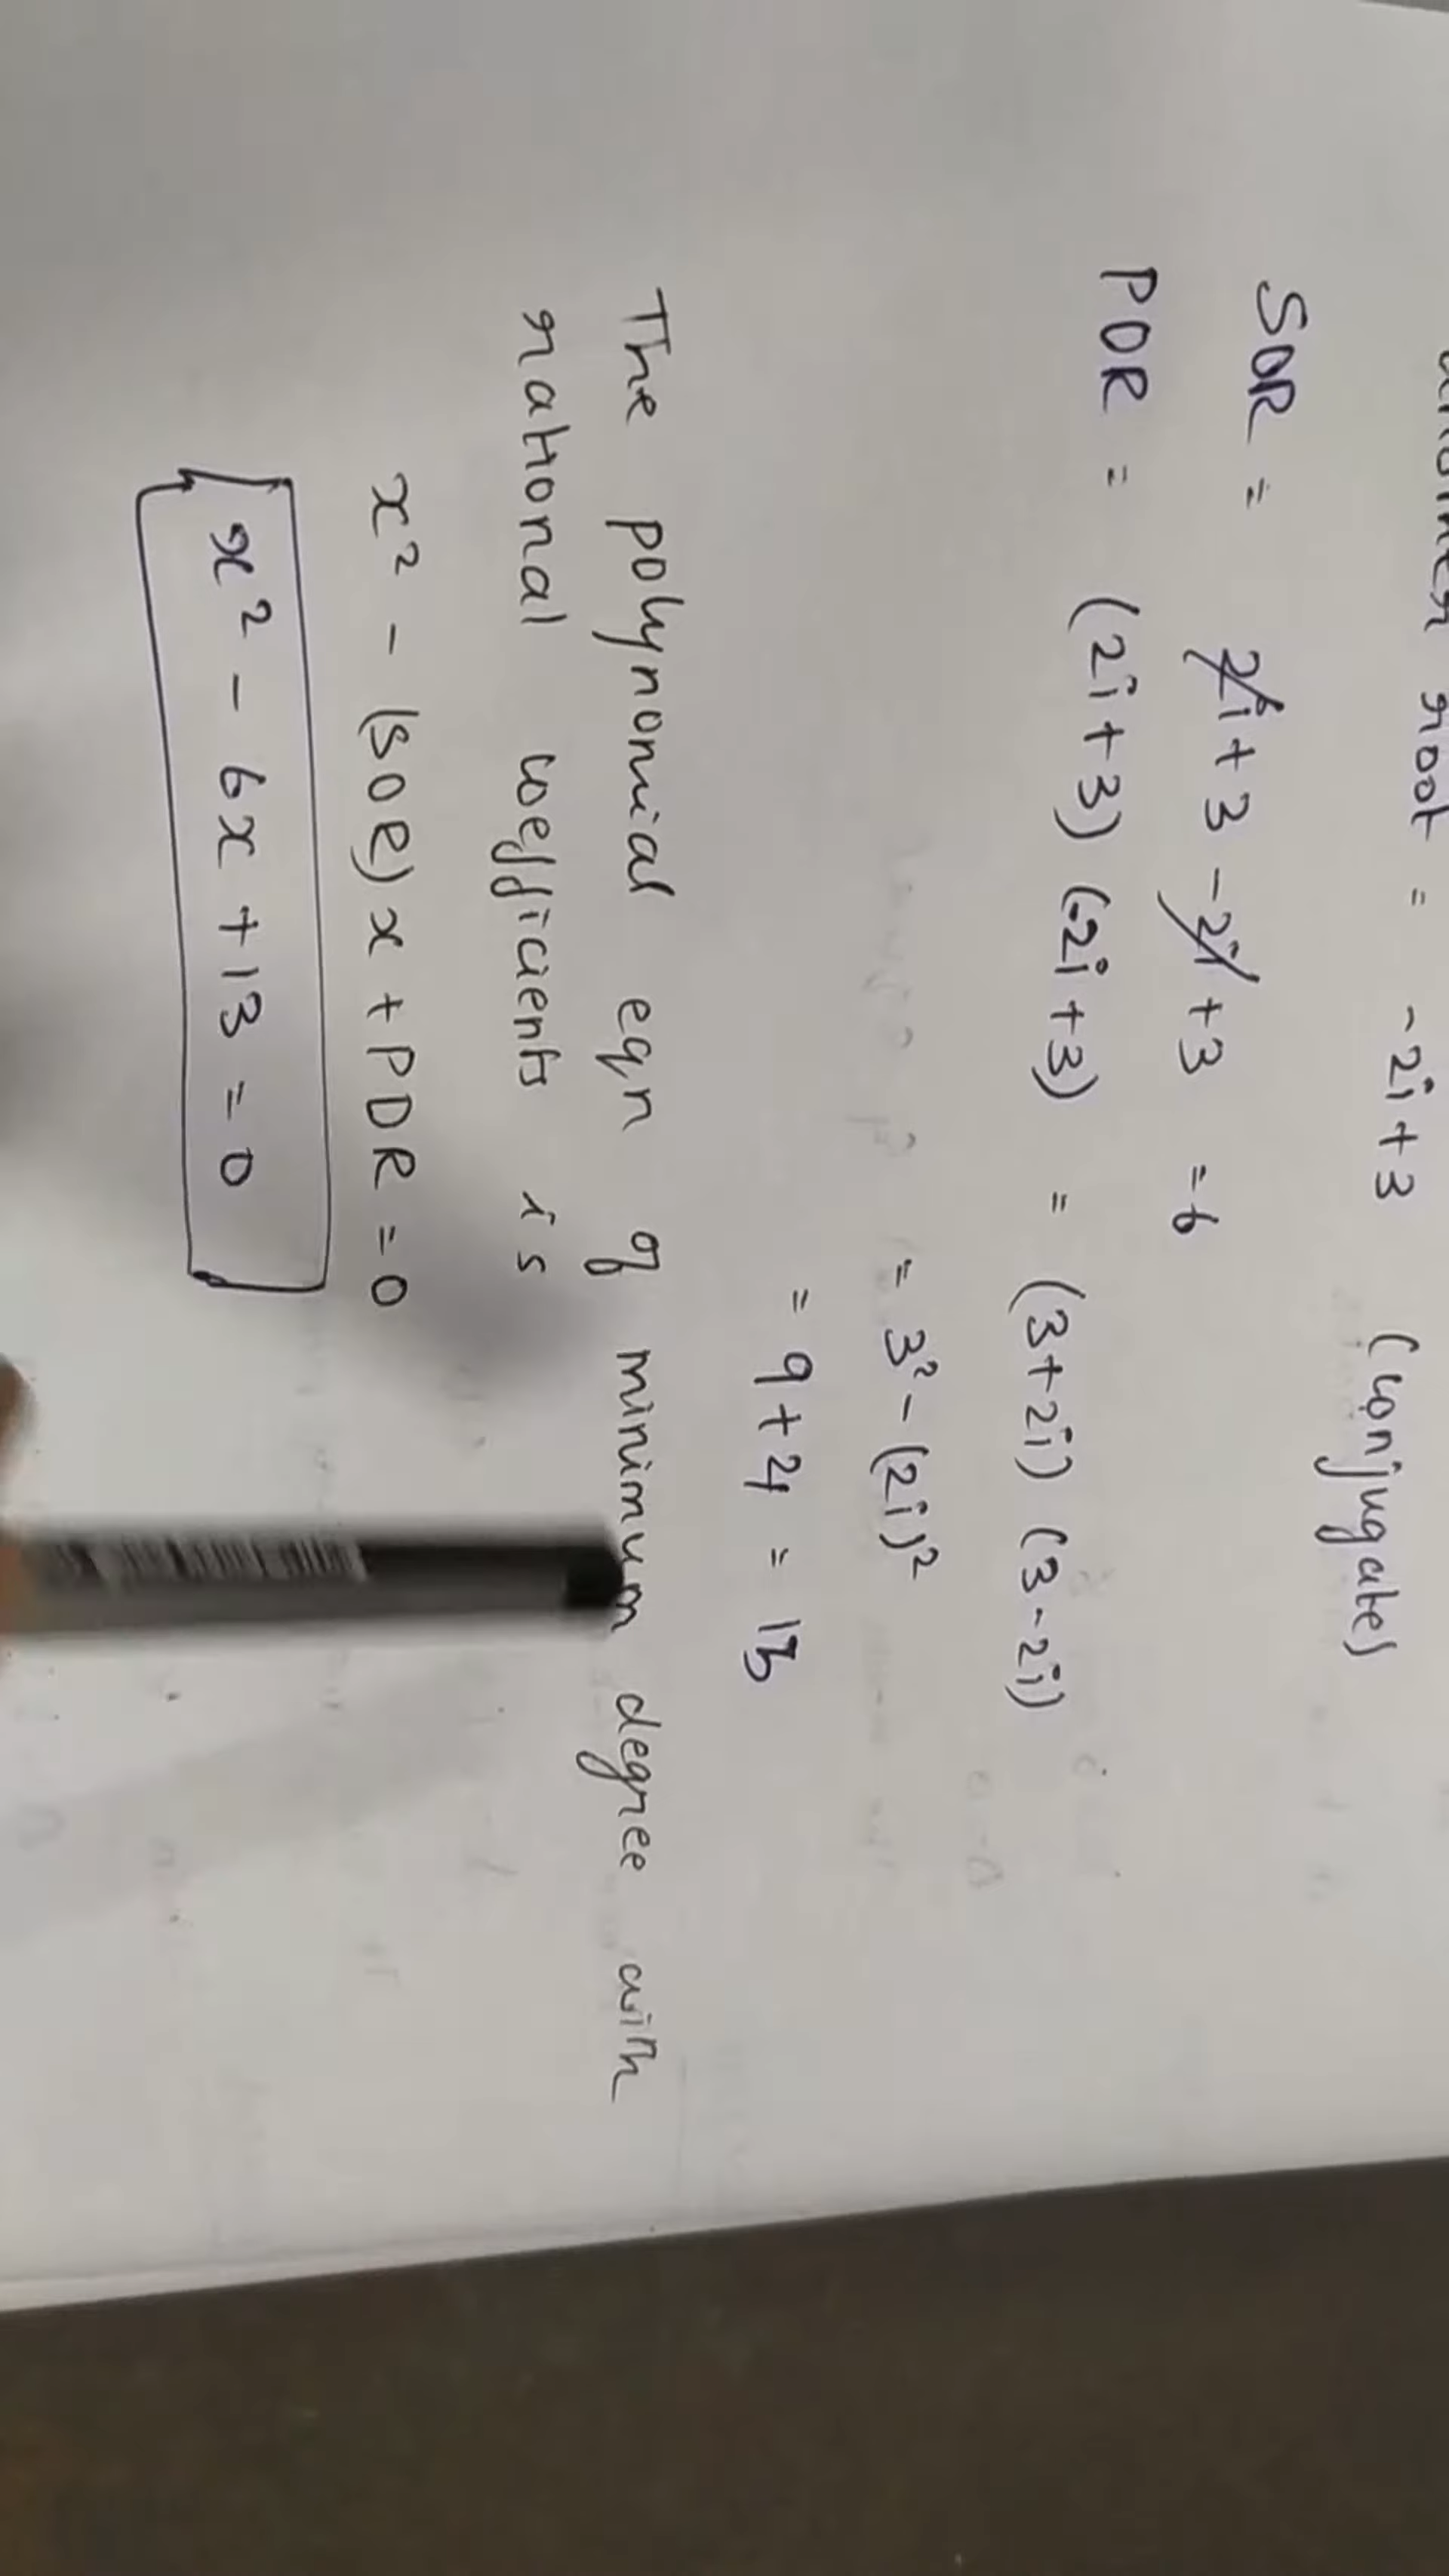 another root = -2i+3 (conjugate)
SOR = 2i+3-2i+3 = 6
POR = (2i+3) (-2i+3) = (3+2i) (3-2i)
= 3² - (2i)²
= 9+4 = 13
The polynomial eqn of minimum degree with
rational coefficients is
x² - (SOR) x + POR = 0
x² - 6x + 13 = 0